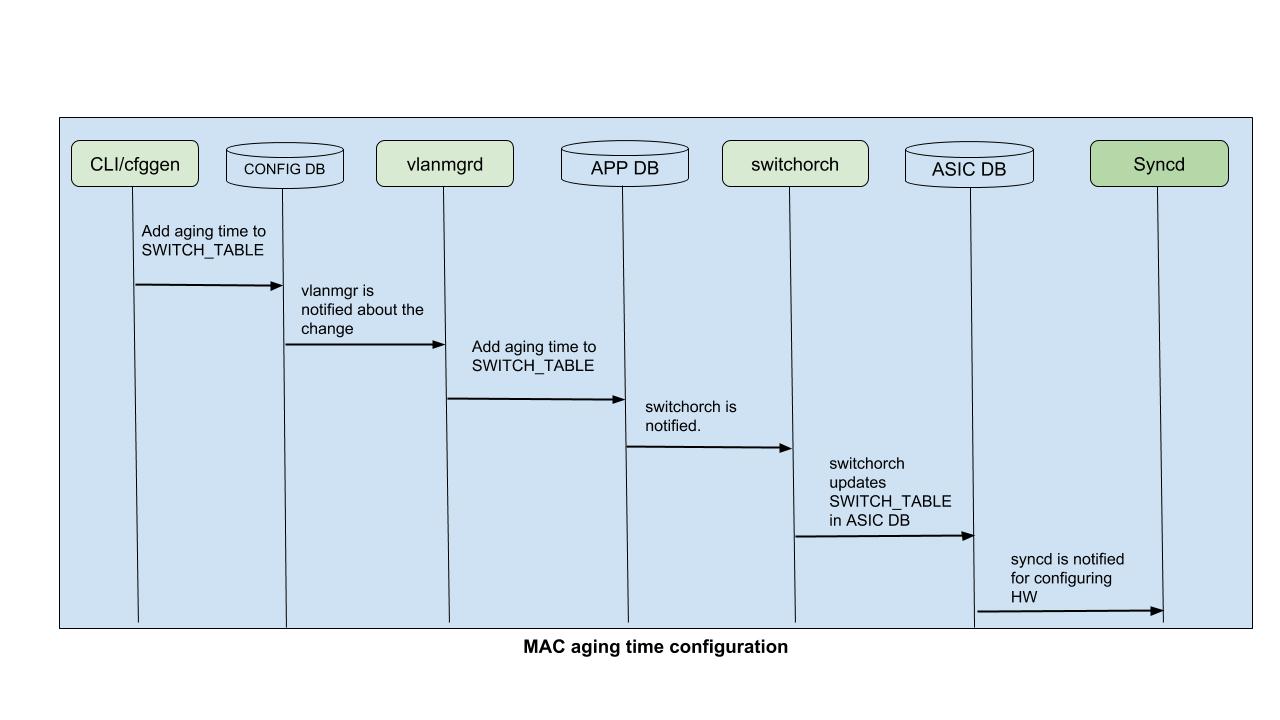 CLI/cfggen
CONFIG DB
vlanmgrd
APP DB
switchorch
ASIC DB
Syncd
Add aging time to
SWITCH_TABLE
vlanmgr is
notified about the
change
Add aging time to
SWITCH_TABLE
switchorch is
notified.
switchorch
updates
SWITCH_TABLE
in ASIC DB
syncd is notified
for configuring
HW
MAC aging time configuration